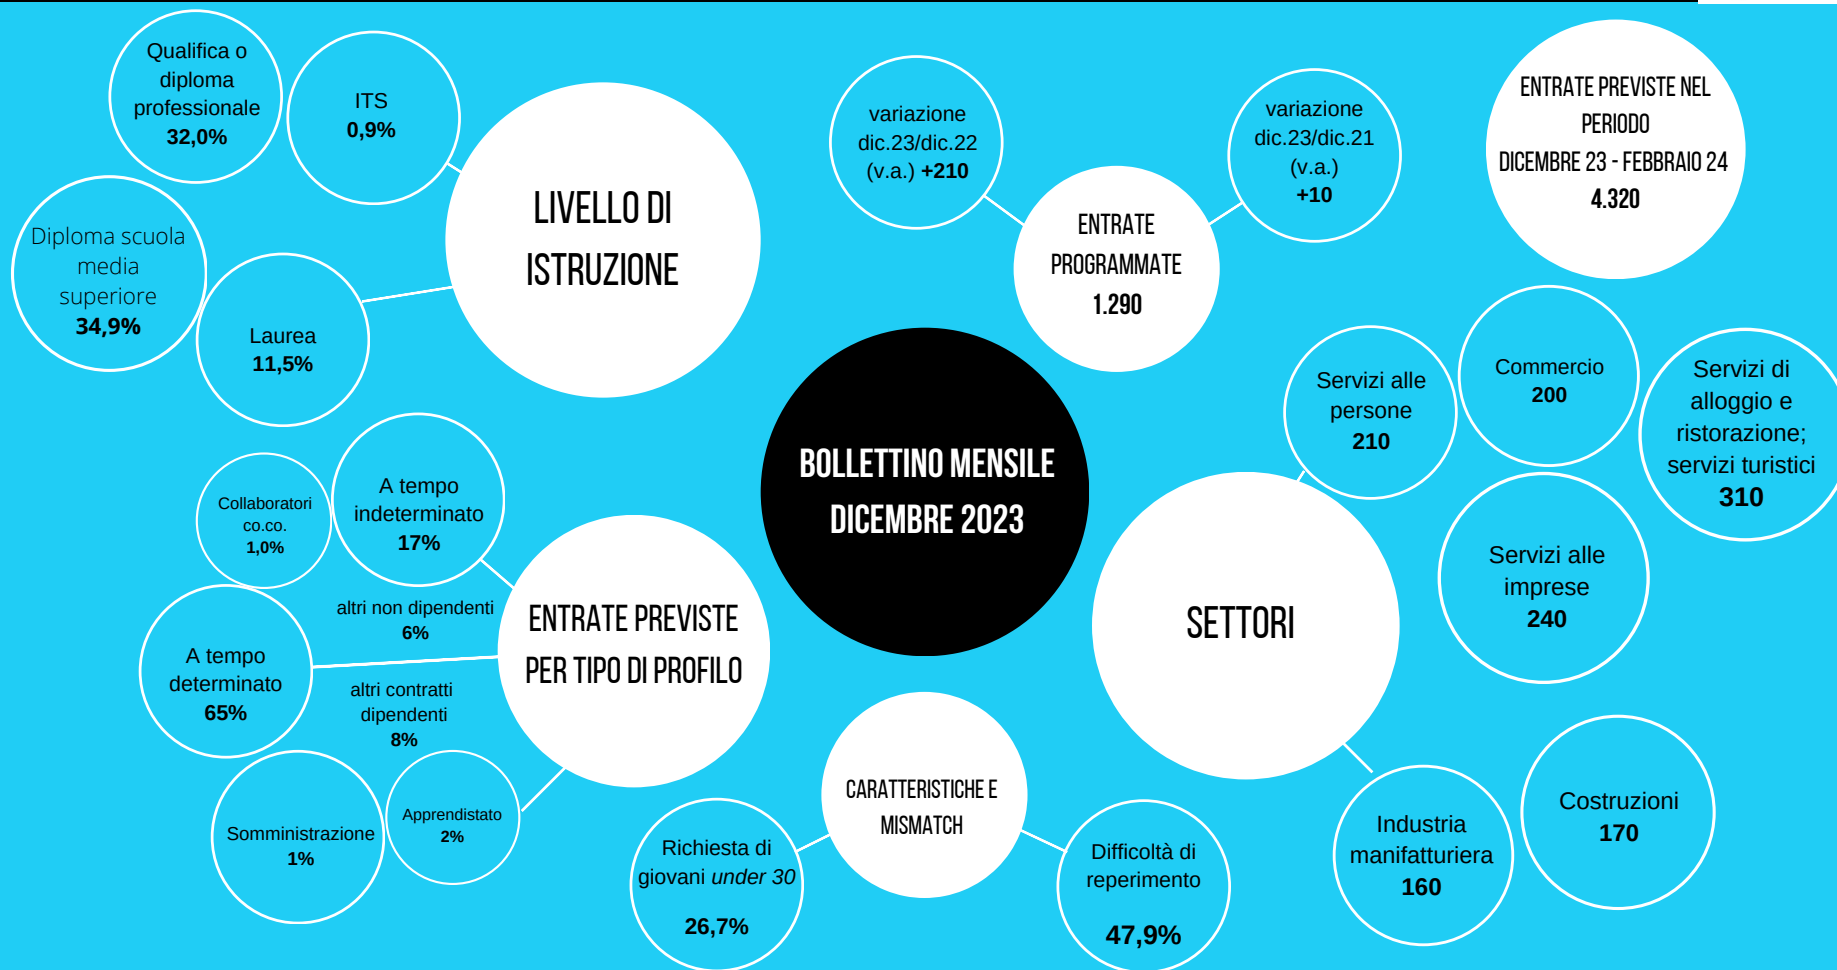 Qualifica o
diploma
professionale
32,0%
ITS
0,9%
Diploma scuola
media
superiore
34,9%
Laurea
11,5%
LIVELLO DI
ISTRUZIONE
variazione
dic.23/dic.22
(v.a.) +210
variazione
dic.23/dic.21
(v.a.)
+10
ENTRATE
PROGRAMMATE
1.290
ENTRATE PREVISTE NEL
PERIODO
DICEMBRE 23 - FEBBRAIO 24
4.320
BOLLETTINO MENSILE
DICEMBRE 2023
Servizi alle
persone
210
Commercio
200
Servizi di
alloggio e
ristorazione;
servizi turistici
310
Servizi alle
imprese
240
SETTORI
Industria
manifatturiera
160
Costruzioni
170
Collaboratori
co.co.
1,0%
A tempo
indeterminato
17%
altri non dipendenti
6%
A tempo
determinato
65%
altri contratti
dipendenti
8%
Somministrazione
1%
Apprendistato
2%
ENTRATE PREVISTE
PER TIPO DI PROFILO
CARATTERISTICHE E
MISMATCH
Richiesta di
giovani under 30
26,7%
Difficoltà di
reperimento
47,9%